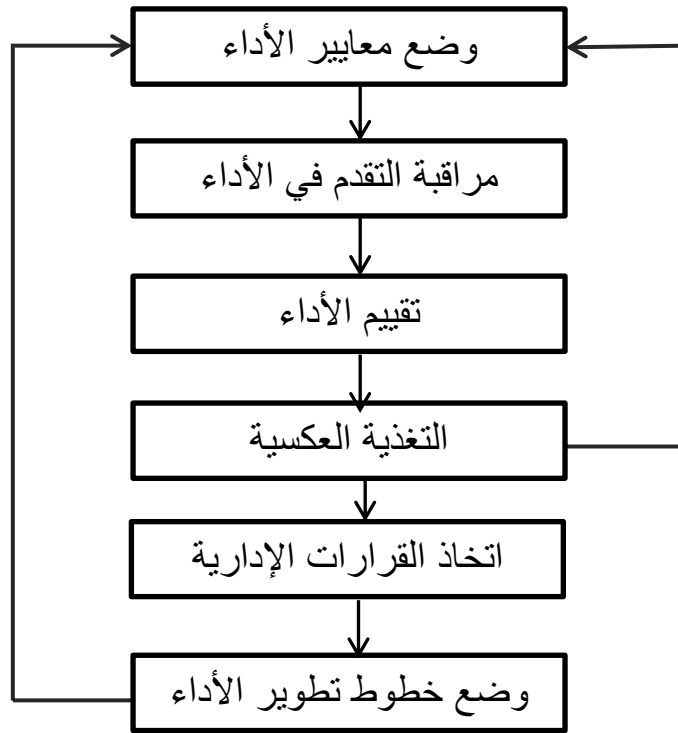 وضع معايير الأداء
مراقبة التقدم في الأداء
تقييم الأداء
التغذية العكسية
اتخاذ القرارات الإدارية
وضع خطوط تطوير الأداء